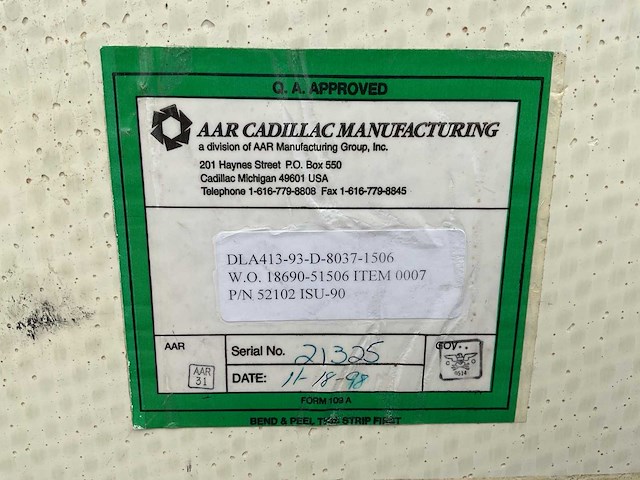 Q. A. APPROVED
AAR CADILLAC MANUFACTURING
a division of AAR Manufacturing Group, Inc.
201 Haynes Street P.O. Box 550
Cadillac Michigan 49601 USA
Telephone 1-616-779-8808 Fax 1-616-779-8845
DLA413-93-D-8037-1506
W.O. 18690-51506 ITEM 0007
P/N 52102 ISU-90
AAR
AAR
31
Serial No. 21325
DATE: 11-18-98
GOV.
FORM 109 A
BEND & PEEL THIS STRIP FIRST